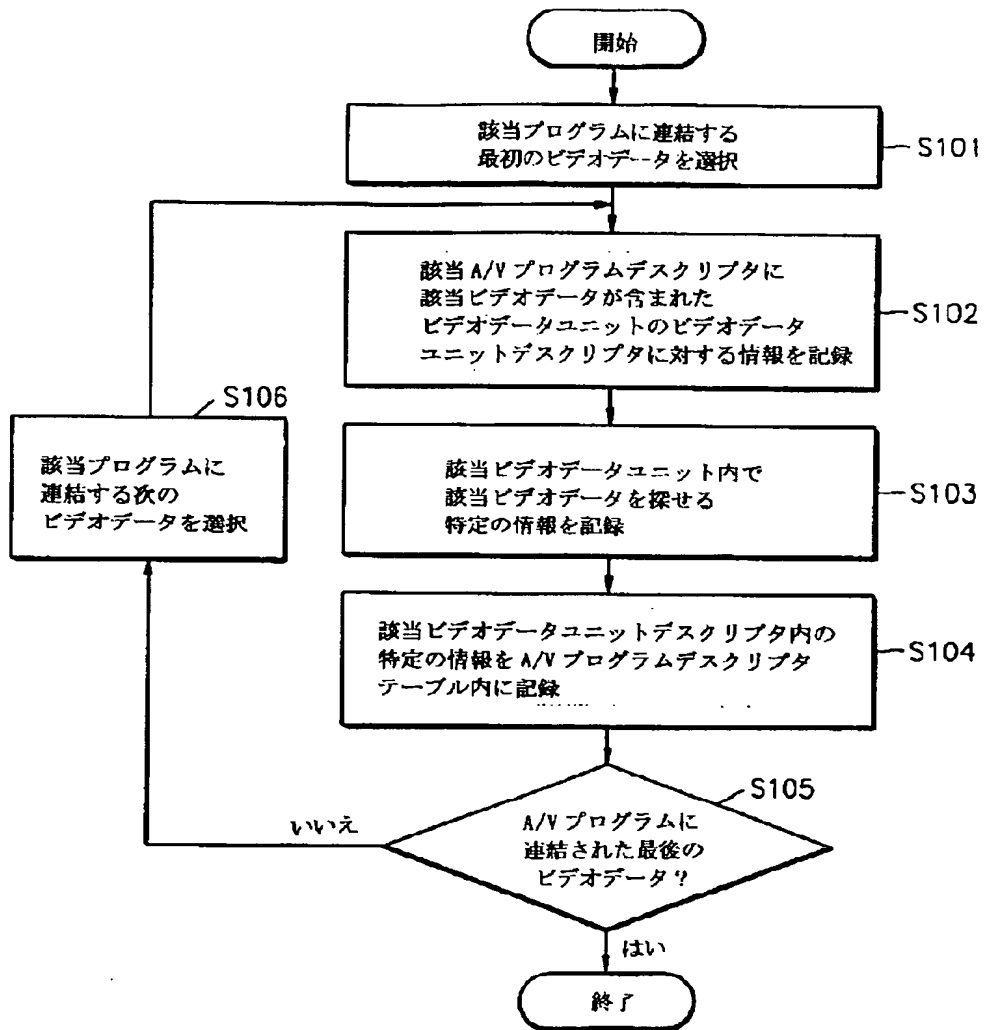 開始
該当プログラムに連結する
最初のビデオデータを選択
S101
該当 A/V プログラムデスクリプタに
該当ビデオデータが含まれた
ビデオデータユニットのビデオデータ
ユニットデスクリプタに対する情報を記録
S102
S106
該当プログラムに
連結する次の
ビデオデータを選択
該当ビデオデータユニット内で
該当ビデオデータを探せる
特定の情報を記録
S103
該当ビデオデータユニットデスクリプタ内の
特定の情報を A/V プログラムデスクリプタ
テーブル内に記録
S104
S105
いいえ
A/V プログラムに
連結された最後の
ビデオデータ?
はい
終了